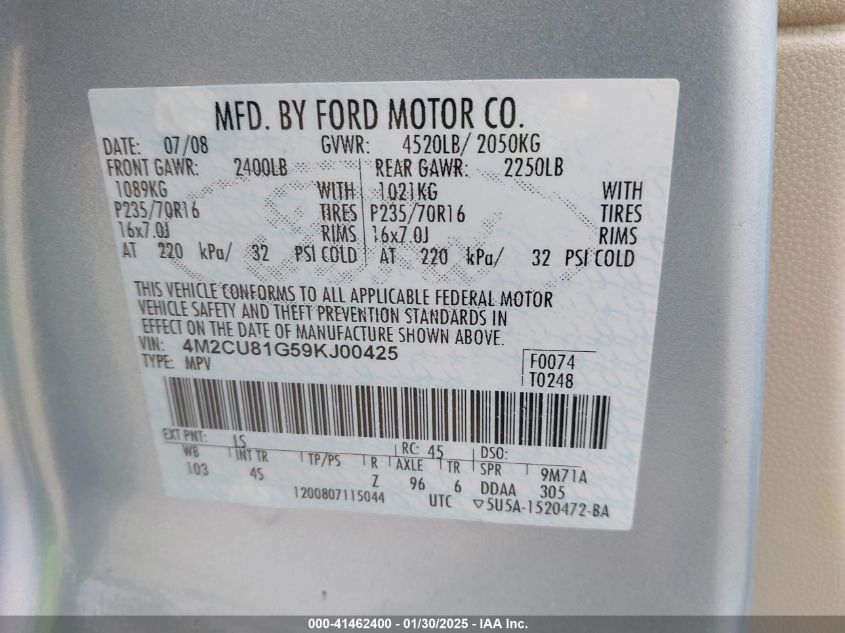 MFD. BY FORD MOTOR CO.
DATE: 07/08 GVWR: 4520LB/ 2050KG
FRONT GAWR: 2400LB REAR GAWR: 2250LB
1089KG WITH 1021KG WITH
P235/70R16 TIRES P235/70R16 TIRES
16x7.0J RIMS 16x7.0J RIMS
AT 220 kPa/ 32 PSI COLD AT 220 kPa/ 32 PSI COLD
THIS VEHICLE CONFORMS TO ALL APPLICABLE FEDERAL MOTOR
VEHICLE SAFETY AND THEFT PREVENTION STANDARDS IN
EFFECT ON THE DATE OF MANUFACTURE SHOWN ABOVE.
VIN: 4M2CU81G59KJ00425 F0074
TYPE: MPV T0248
EXT PNT: JS RC: 45 DSO:
WB INT TR TP/PS R AXLE TR SPR 9M71A
103 4S Z 96 6 DDAA 305
1200807115044 UTC ▽5U5A-1520472-BA
000-41462400 - 01/30/2025 - IAA Inc.